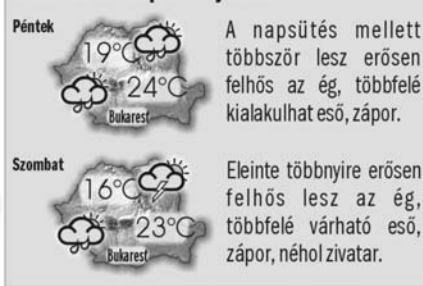 Péntek
19°C
24°C
Bukarest
A napsütés mellett
többször lesz erősen
felhős az ég, többfelé
kialakulhat eső, zápor.
Szombat
16°C
23°C
Bukarest
Eleinte többnyire erősen
felhős lesz az ég,
többfelé várható eső,
zápor, néhol zivatar.